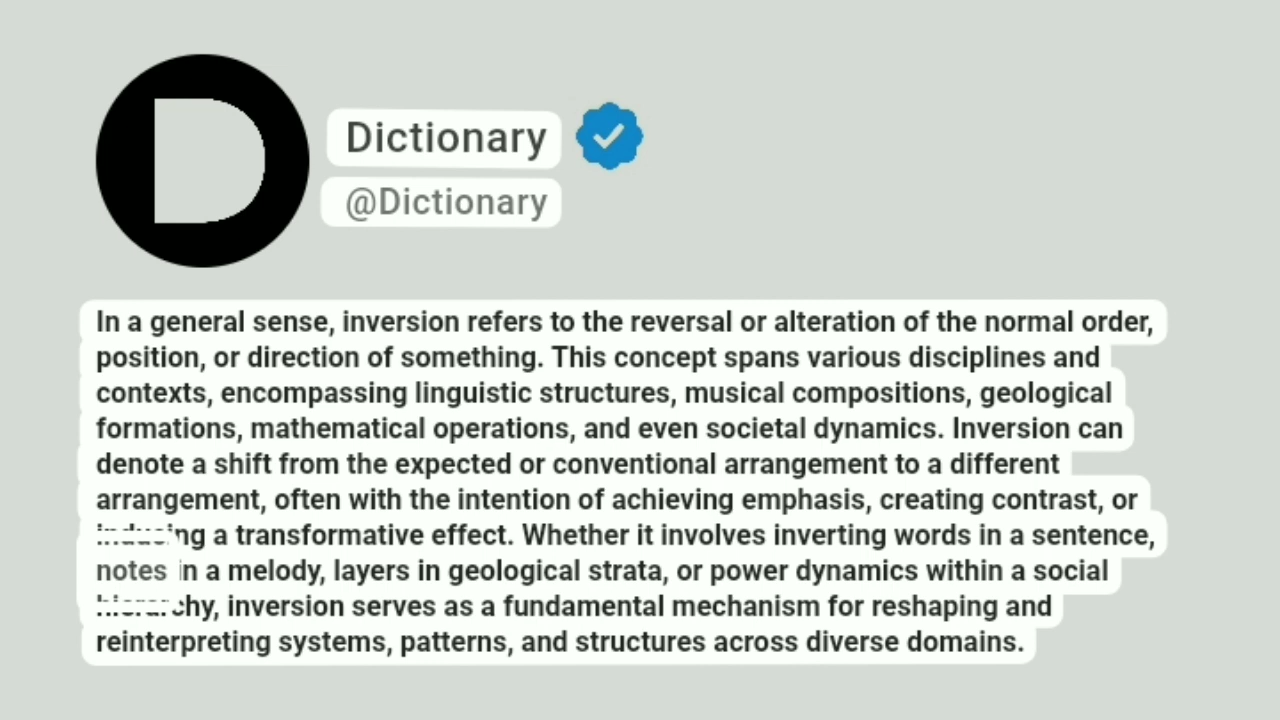 Dictionary
@Dictionary
In a general sense, inversion refers to the reversal or alteration of the normal order,
position, or direction of something. This concept spans various disciplines and
contexts, encompassing linguistic structures, musical compositions, geological
formations, mathematical operations, and even societal dynamics. Inversion can
denote a shift from the expected or conventional arrangement to a different
arrangement, often with the intention of achieving emphasis, creating contrast, or
inducing a transformative effect. Whether it involves inverting words in a sentence,
notes in a melody, layers in geological strata, or power dynamics within a social
hierarchy, inversion serves as a fundamental mechanism for reshaping and
reinterpreting systems, patterns, and structures across diverse domains.